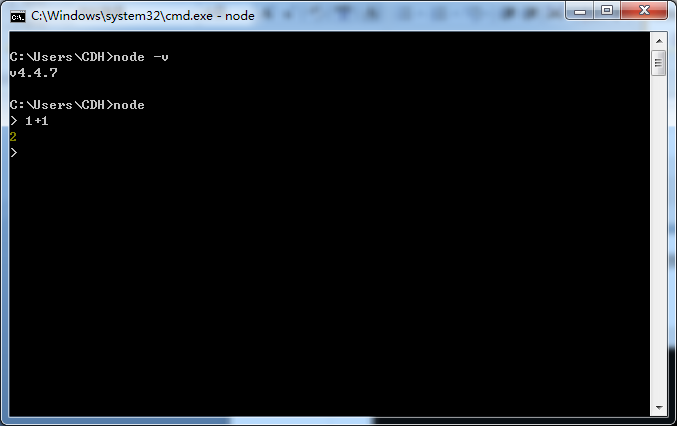 C:\Windows\system32\cmd.exe - node
C:\Users\CDH>node -v
v4.4.7
C:\Users\CDH>node
> 1+1
2
>